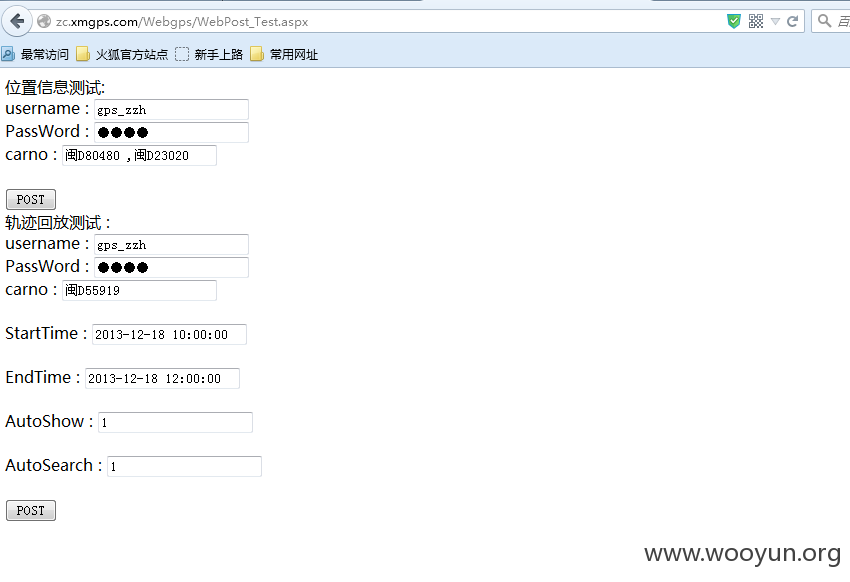 zc.xmgps.com/Webgps/WebPost_Test.aspx
最常访问 火狐官方站点 新手上路 常用网址
位置信息测试:
username : gps_zzh
PassWord : ●●●●
carno : 闽D80480 ,闽D23020
POST
轨迹回放测试 :
username : gps_zzh
PassWord : ●●●●
carno : 闽D55919
StartTime : 2013-12-18 10:00:00
EndTime : 2013-12-18 12:00:00
AutoShow : 1
AutoSearch : 1
POST
www.wooyun.org